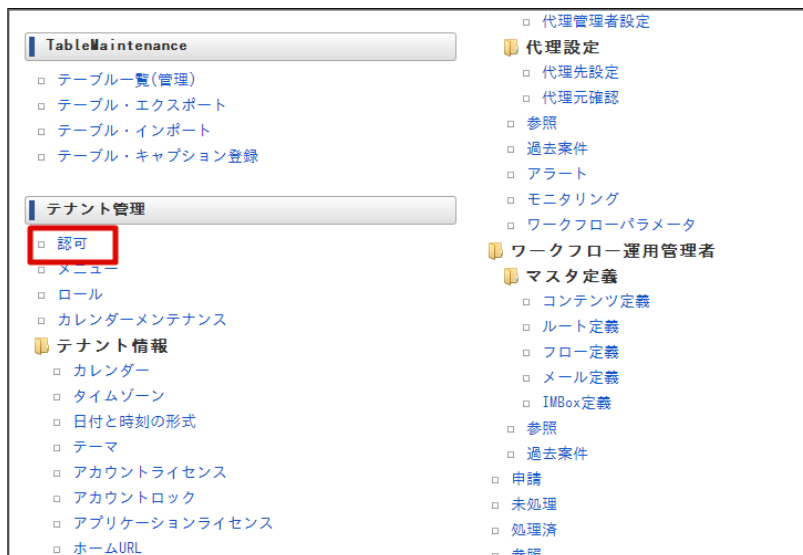 TableMaintenance
テーブル一覧(管理)
テーブル・エクスポート
テーブル・インポート
テーブル・キャプション登録
テナント管理
認可
メニュー
ロール
カレンダーメンテナンス
テナント情報
カレンダー
タイムゾーン
日付と時刻の形式
テーマ
アカウントライセンス
アカウントロック
アプリケーションライセンス
ホームURL
代理管理者設定
代理設定
代理先設定
代理元確認
参照
過去案件
アラート
モニタリング
ワークフローパラメータ
ワークフロー運用管理者
マスタ定義
コンテンツ定義
ルート定義
フロー定義
メール定義
IMBox定義
参照
過去案件
申請
未処理
処理済
参照